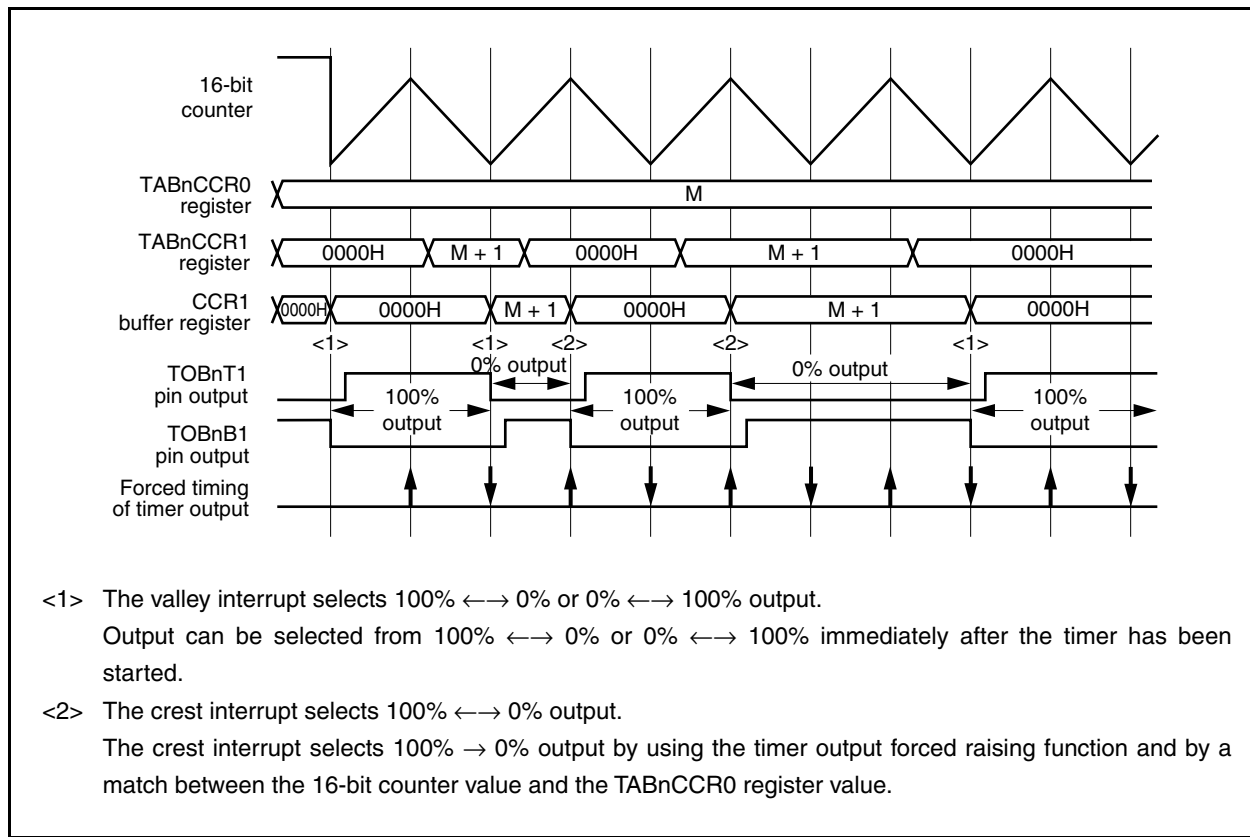 16-bit
counter
TABnCCR0
register
M
TABnCCR1
register
0000H M + 1 0000H M + 1 0000H
CCR1
buffer register
0000H 0000H M + 1 0000H M + 1 0000H
<1> <1> <2> <2> <1>
0% output 0% output
TOBnT1
pin output
100%
output
100%
output
100%
output
TOBnB1
pin output
Forced timing
of timer output
<1> The valley interrupt selects 100% ←→ 0% or 0% ←→ 100% output.
Output can be selected from 100% ←→ 0% or 0% ←→ 100% immediately after the timer has been
started.
<2> The crest interrupt selects 100% ←→ 0% output.
The crest interrupt selects 100% → 0% output by using the timer output forced raising function and by a
match between the 16-bit counter value and the TABnCCR0 register value.